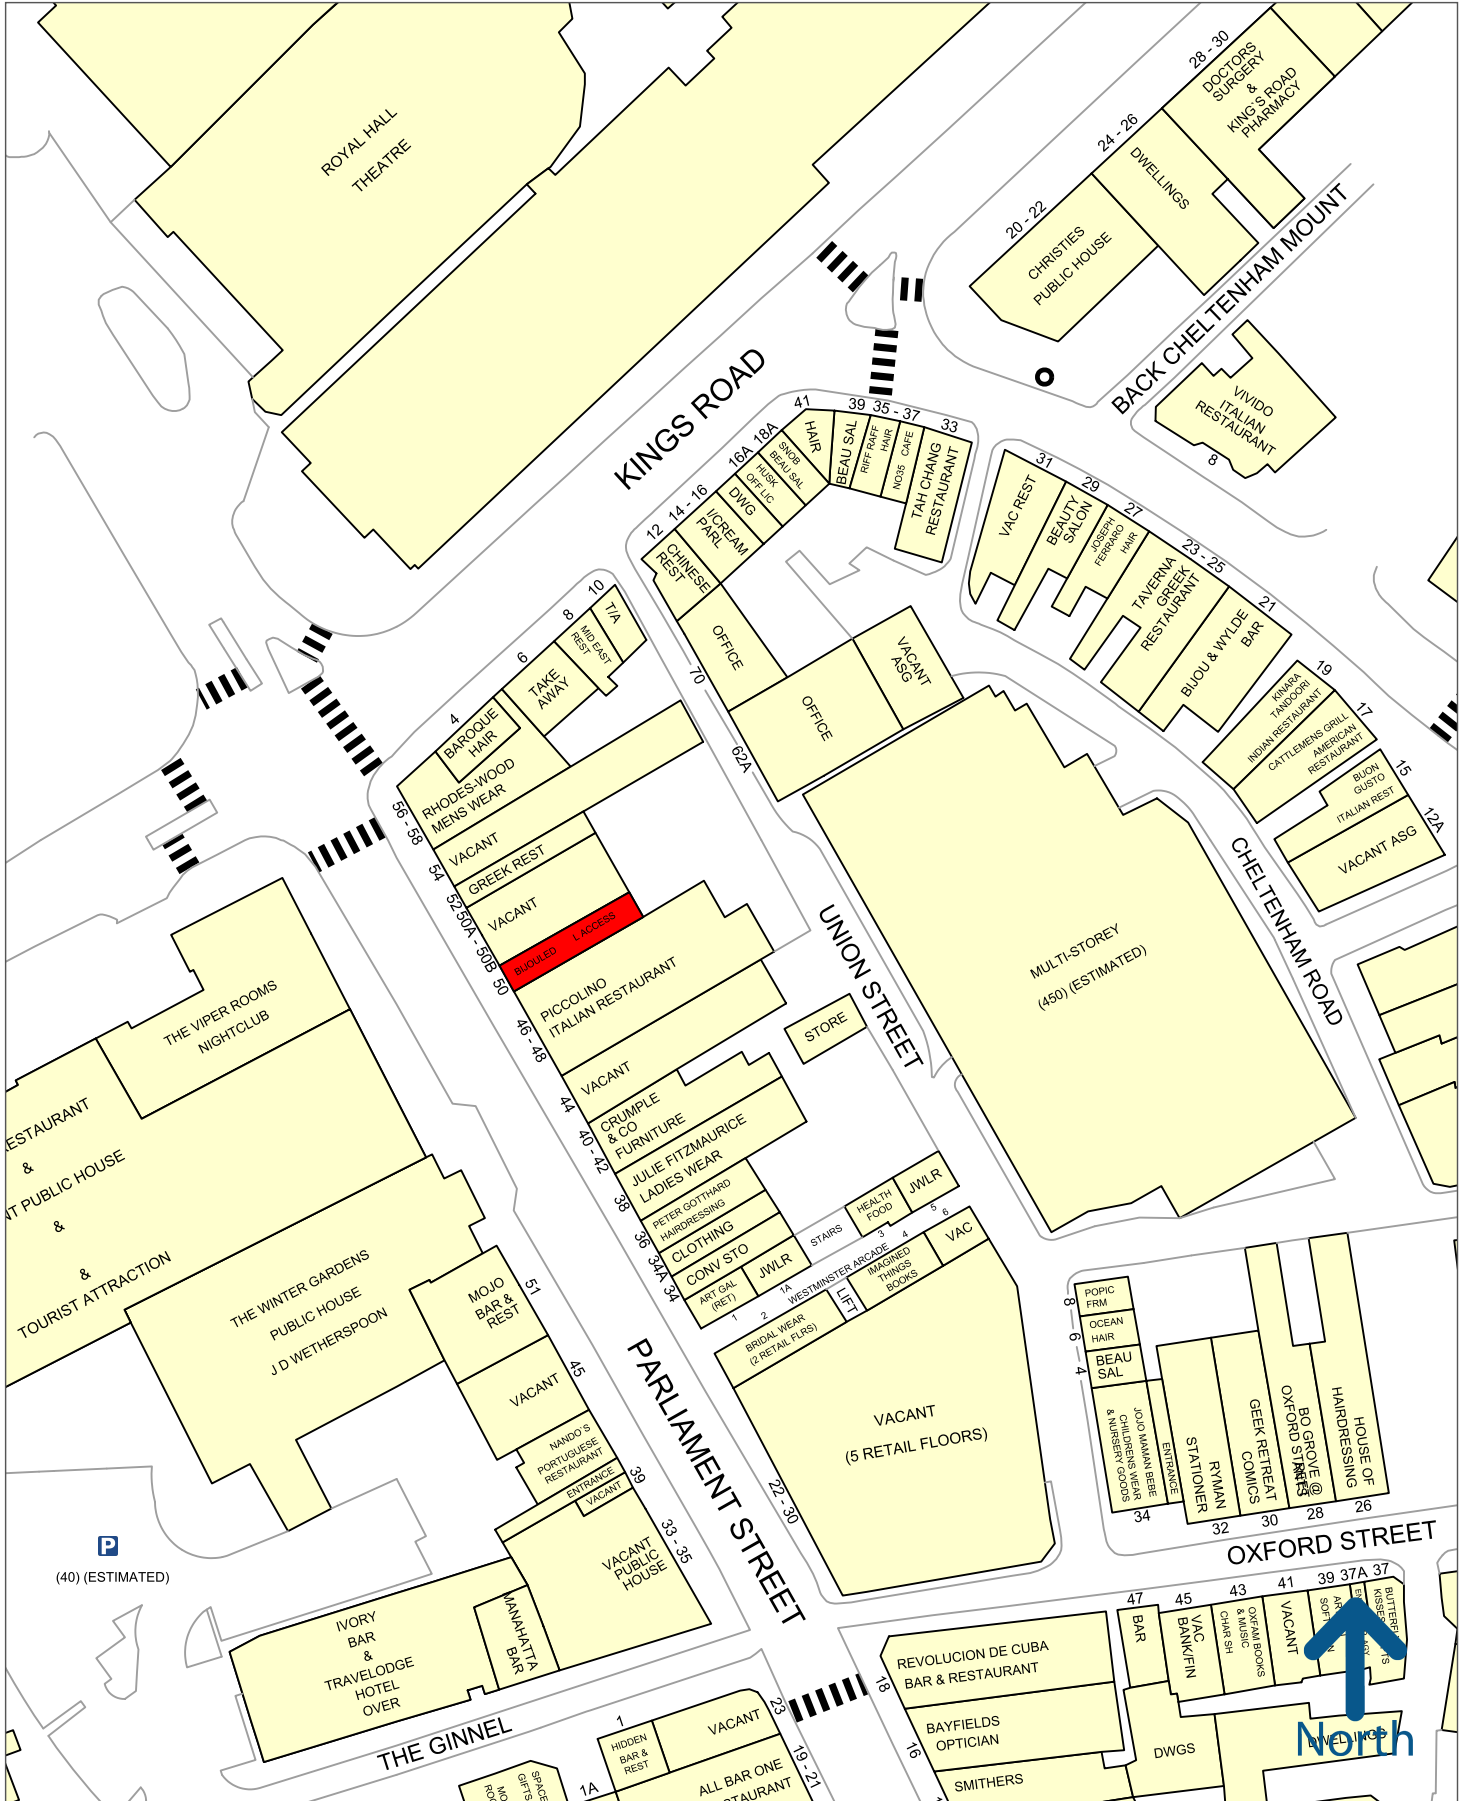 ROYAL HALL
THEATRE
28 - 30
DOCTORS
SURGERY
&
KING'S ROAD
PHARMACY
24 - 26
DWELLINGS
20 - 22
CHRISTIES
PUBLIC HOUSE
BACK CHELTENHAM MOUNT
VIVIDO
ITALIAN
RESTAURANT
8
KINGS ROAD
41
HAIR
39
BEAU SAL
35 - 37
RIFF RAFF
HAIR
NO35 CAFE
33
TAH CHANG
RESTAURANT
18A
SNOB
BEAU SAL
16A
HUSK
OFF LIC
DWG
14 - 16
I/CREAM
PARL
12
CHINESE
REST
OFFICE
70
OFFICE
VACANT
ASG
62A
31
VAC REST
29
BEAUTY
SALON
27
JOSEPH
FERRARO
HAIR
23 - 25
TAVERNA
GREEK
RESTAURANT
21
BIJOU & WYLDE
BAR
19
KINARA
TANDOORI
INDIAN RESTAURANT
17
CATTLEMENS GRILL
AMERICAN
RESTAURANT
15
BUON
GUSTO
ITALIAN REST
12A
VACANT ASG
CHELTENHAM ROAD
10
T/A
8
MID EAST
REST
6
TAKE
AWAY
4
BAROQUE
HAIR
56 - 58
RHODES-WOOD
MENS WEAR
54
VACANT
52
GREEK REST
50A - 50B
VACANT
50
BIJOULED
L ACCESS
46 - 48
PICCOLINO
ITALIAN RESTAURANT
44
VACANT
STORE
UNION STREET
MULTI-STOREY
(450) (ESTIMATED)
40 - 42
CRUMPLE
& CO
FURNITURE
38
JULIE FITZMAURICE
LADIES WEAR
36
PETER GOTTHARD
HAIRDRESSING
CLOTHING
34A
CONV STO
34
ART GAL
(RET)
JWLR
STAIRS
HEALTH
FOOD
JWLR
1
2
1A
WESTMINSTER ARCADE
3
4
5
6
BRIDAL WEAR
(2 RETAIL FLRS)
LIFT
IMAGINED
THINGS
BOOKS
VAC
VACANT
(5 RETAIL FLOORS)
22 - 30
PARLIAMENT STREET
THE VIPER ROOMS
NIGHTCLUB
ESTAURANT
&
NT PUBLIC HOUSE
&
&
TOURIST ATTRACTION
THE WINTER GARDENS
PUBLIC HOUSE
J D WETHERSPOON
51
MOJO
BAR &
REST
45
VACANT
NANDO'S
PORTUGUESE
RESTAURANT
39
ENTRANCE
VACANT
33 - 35
VACANT
PUBLIC
HOUSE
P
(40) (ESTIMATED)
IVORY
BAR
&
TRAVELODGE
HOTEL
OVER
MANAHATTA
BAR
THE GINNEL
1
HIDDEN
BAR &
REST
VACANT
23
19 - 21
1A
ALL BAR ONE
8
POPIC
FRM
6
OCEAN
HAIR
4
BEAU
SAL
JOJO MAMAN BEBE
CHILDRENS WEAR
& NURSERY GOODS
34
ENTRANCE
RYMAN
STATIONER
32
GEEK RETREAT
COMICS
30
BO GROVE @
OXFORD STREET
28
HOUSE OF
HAIRDRESSING
26
OXFORD STREET
18
REVOLUCION DE CUBA
BAR & RESTAURANT
16
BAYFIELDS
OPTICIAN
SMITHERS
47
BAR
45
VAC
BANK/FIN
43
OXFAM BOOKS
& MUSIC
CHAR SH
41
VACANT
39
37A
37
DWGS
DWELLINGS
North